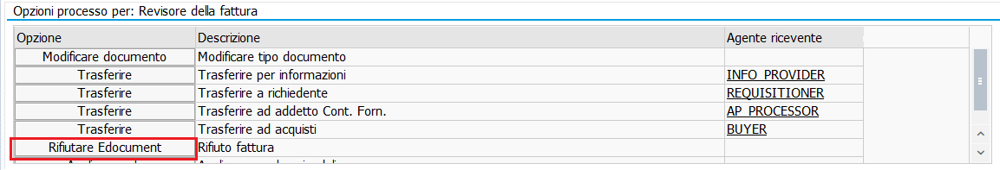 Opzioni processo per: Revisore della fattura
Opzione Descrizione Agente ricevente
Modificare documento Modificare tipo documento
Trasferire Trasferire per informazioni INFO_PROVIDER
Trasferire Trasferire a richiedente REQUISITIONER
Trasferire Trasferire ad addetto Cont. Forn. AP_PROCESSOR
Trasferire Trasferire ad acquisti BUYER
Rifiutare Edocument Rifiuto fattura